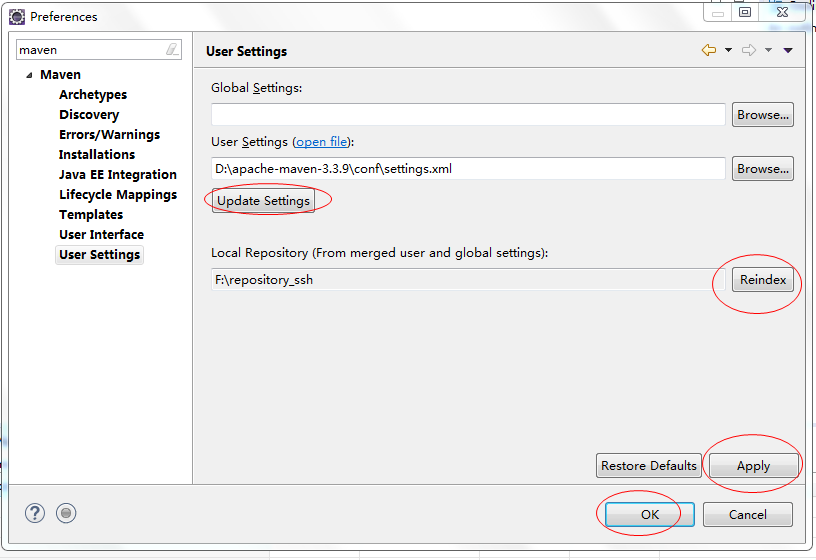 Preferences
maven
User Settings
Maven
Archetypes
Discovery
Errors/Warnings
Installations
Java EE Integration
Lifecycle Mappings
Templates
User Interface
User Settings
Global Settings:
Browse...
User Settings (open file):
D:\apache-maven-3.3.9\conf\settings.xml
Browse...
Update Settings
Local Repository (From merged user and global settings):
F:\repository_ssh
Reindex
Restore Defaults
Apply
?
OK
Cancel